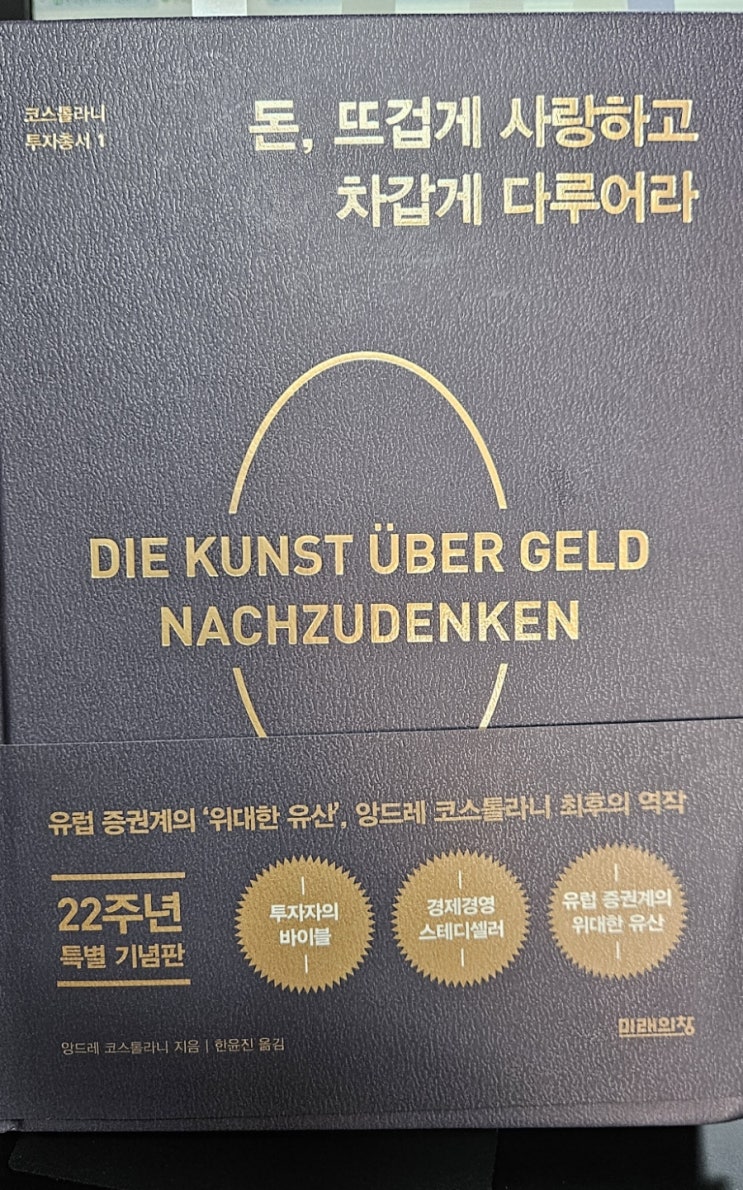 코스톨라니
투자총서 1
돈, 뜨겁게 사랑하고
차갑게 다루어라
DIE KUNST ÜBER GELD
NACHZUDENKEN
유럽 증권계의 ‘위대한 유산’, 앙드레 코스톨라니 최후의 역작
22주년
특별 기념판
투자자의
바이블
경제경영
스테디셀러
유럽 증권계의
위대한 유산
미래의창
앙드레 코스톨라니 지음 | 한윤진 옮김